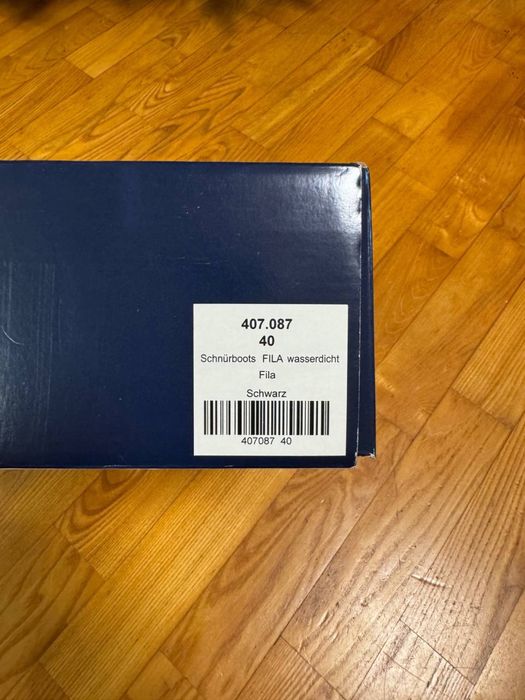 407.087
40
Schnürboots FILA wasserdicht
Fila
Schwarz
407087 40